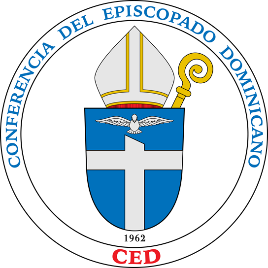 CONFERENCIA DEL EPISCOPADO DOMINICANO
1962
CED